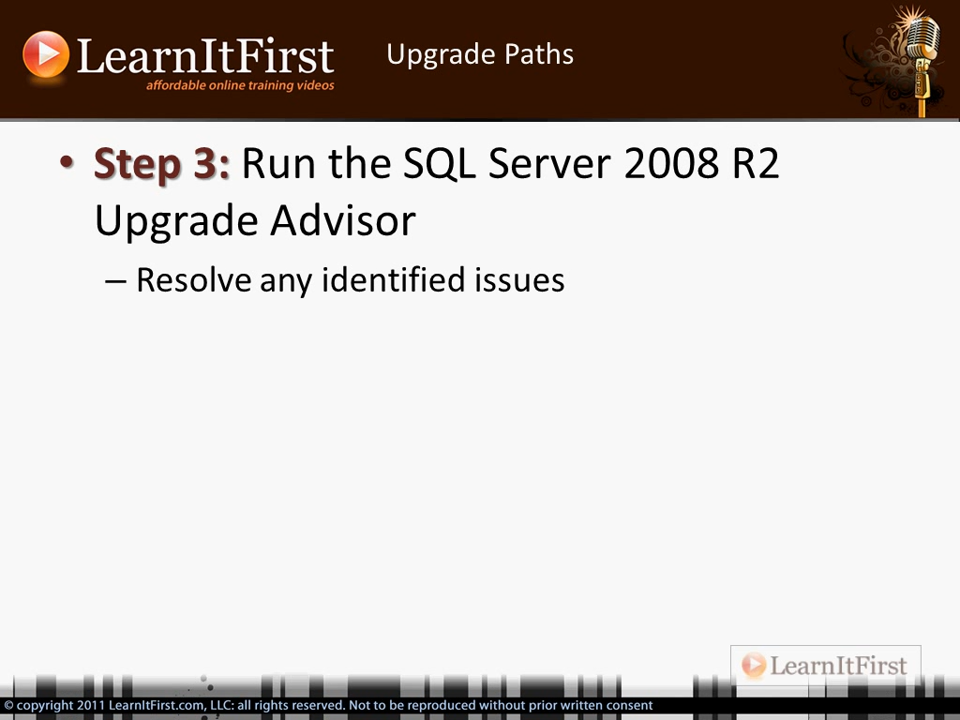 LearnItFirst
affordable online training videos
Upgrade Paths
• Step 3: Run the SQL Server 2008 R2
Upgrade Advisor
– Resolve any identified issues
LearnItFirst
© copyright 2011 LearnItFirst.com, LLC: all rights reserved. Not to be reproduced without prior written consent